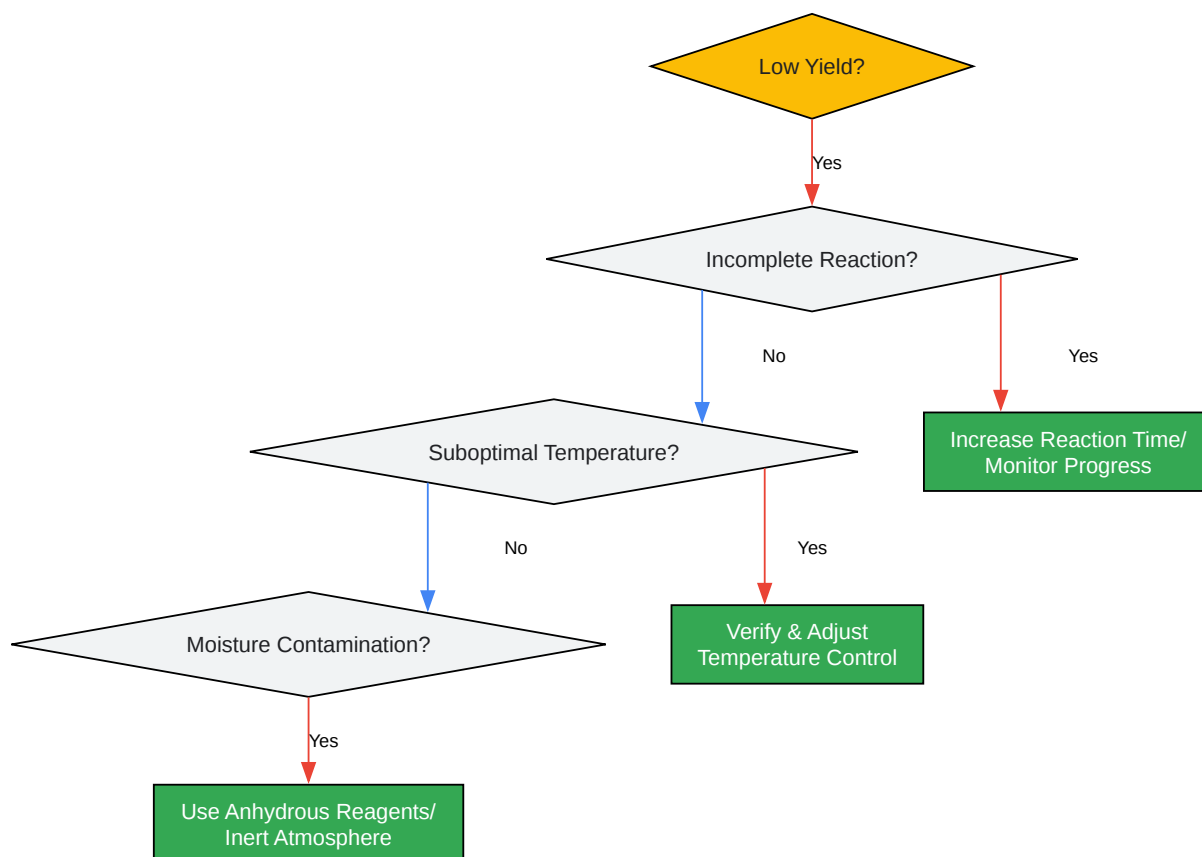 Low Yield?
Yes
Incomplete Reaction?
No
Yes
Increase Reaction Time/
Monitor Progress
Suboptimal Temperature?
No
Yes
Verify & Adjust
Temperature Control
Moisture Contamination?
Yes
Use Anhydrous Reagents/
Inert Atmosphere